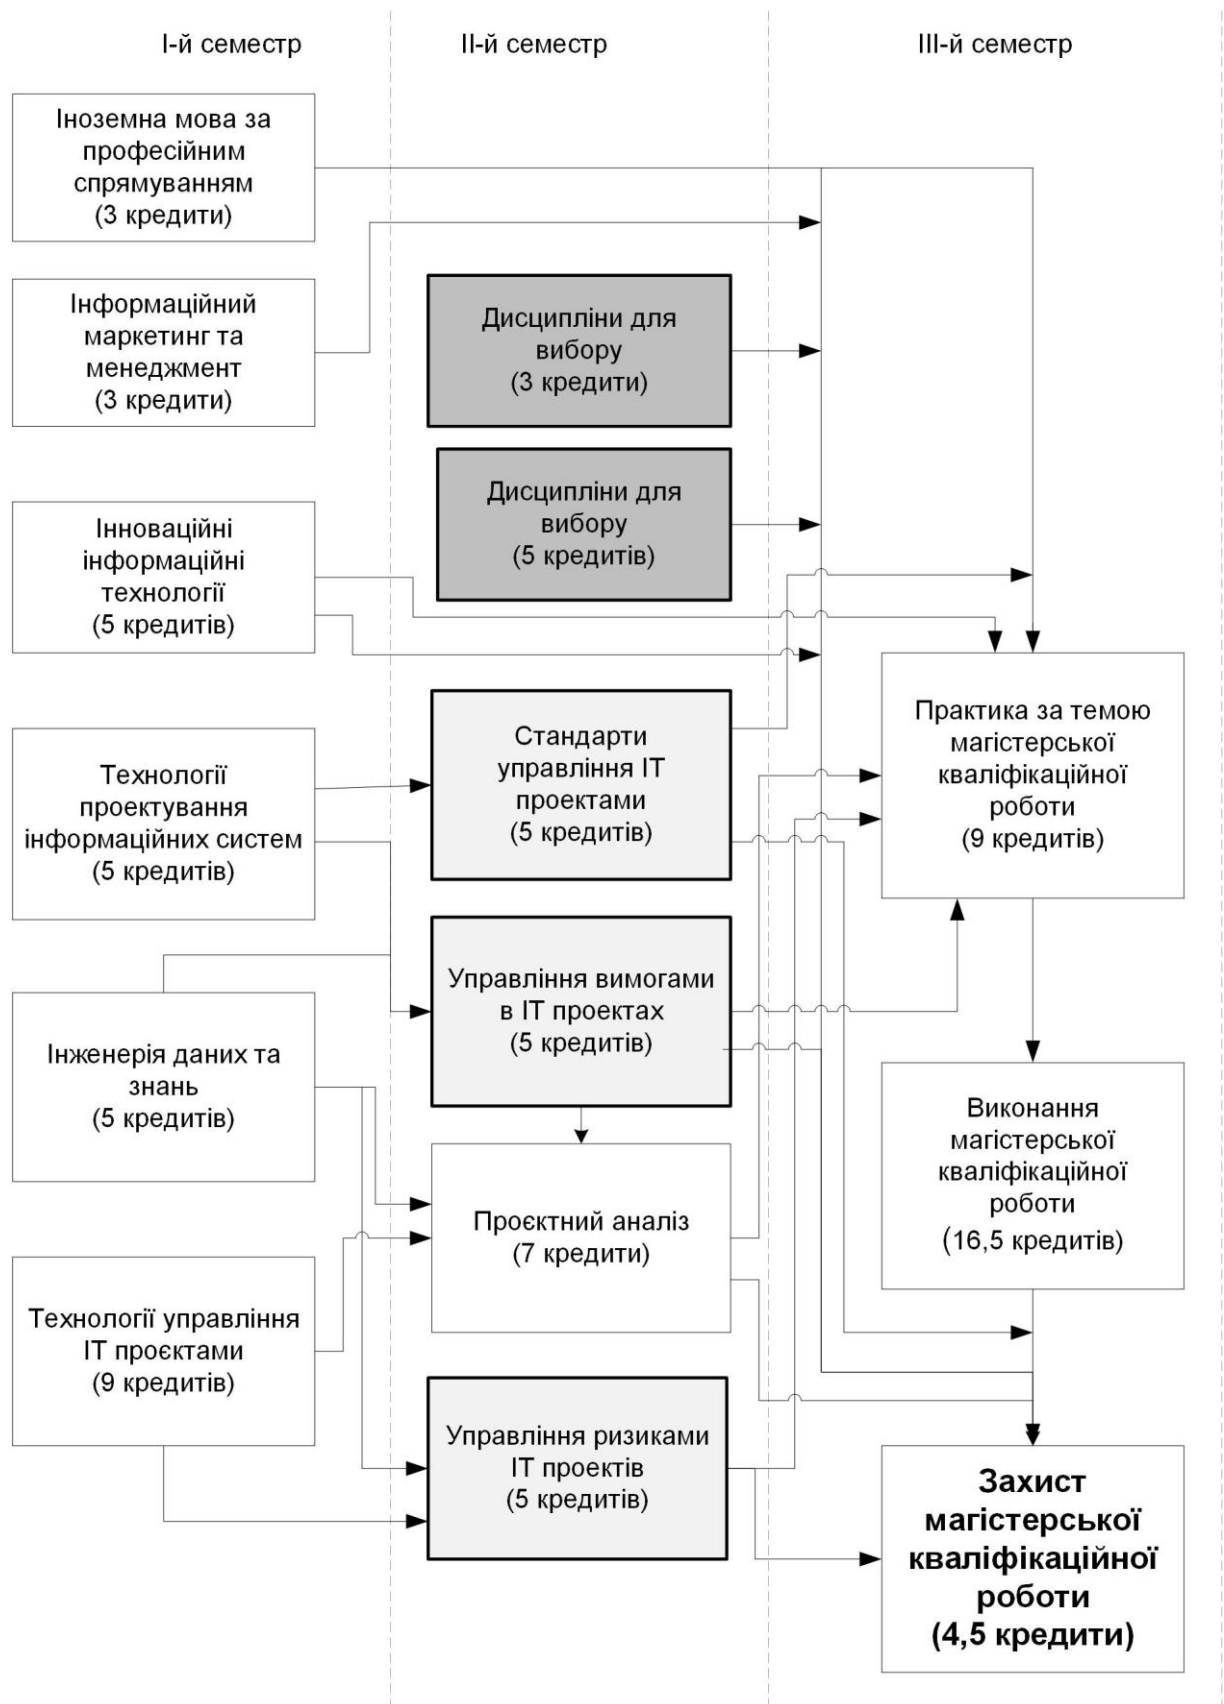 І-й семестр
ІІ-й семестр
ІІІ-й семестр
Іноземна мова за
професійним
спрямуванням
(3 кредити)
Інформаційний
маркетинг та
менеджмент
(3 кредити)
Інноваційні
інформаційні
технології
(5 кредитів)
Технології
проектування
інформаційних систем
(5 кредитів)
Інженерія даних та
знань
(5 кредитів)
Технології управління
ІТ проєктами
(9 кредитів)
Дисципліни для
вибору
(3 кредити)
Дисципліни для
вибору
(5 кредитів)
Стандарти
управління ІТ
проектами
(5 кредитів)
Управління вимогами
в ІТ проектах
(5 кредитів)
Проєктний аналіз
(7 кредити)
Управління ризиками
ІТ проектів
(5 кредитів)
Практика за темою
магістерської
кваліфікаційної
роботи
(9 кредитів)
Виконання
магістерської
кваліфікаційної
роботи
(16,5 кредитів)
Захист
магістерської
кваліфікаційної
роботи
(4,5 кредити)